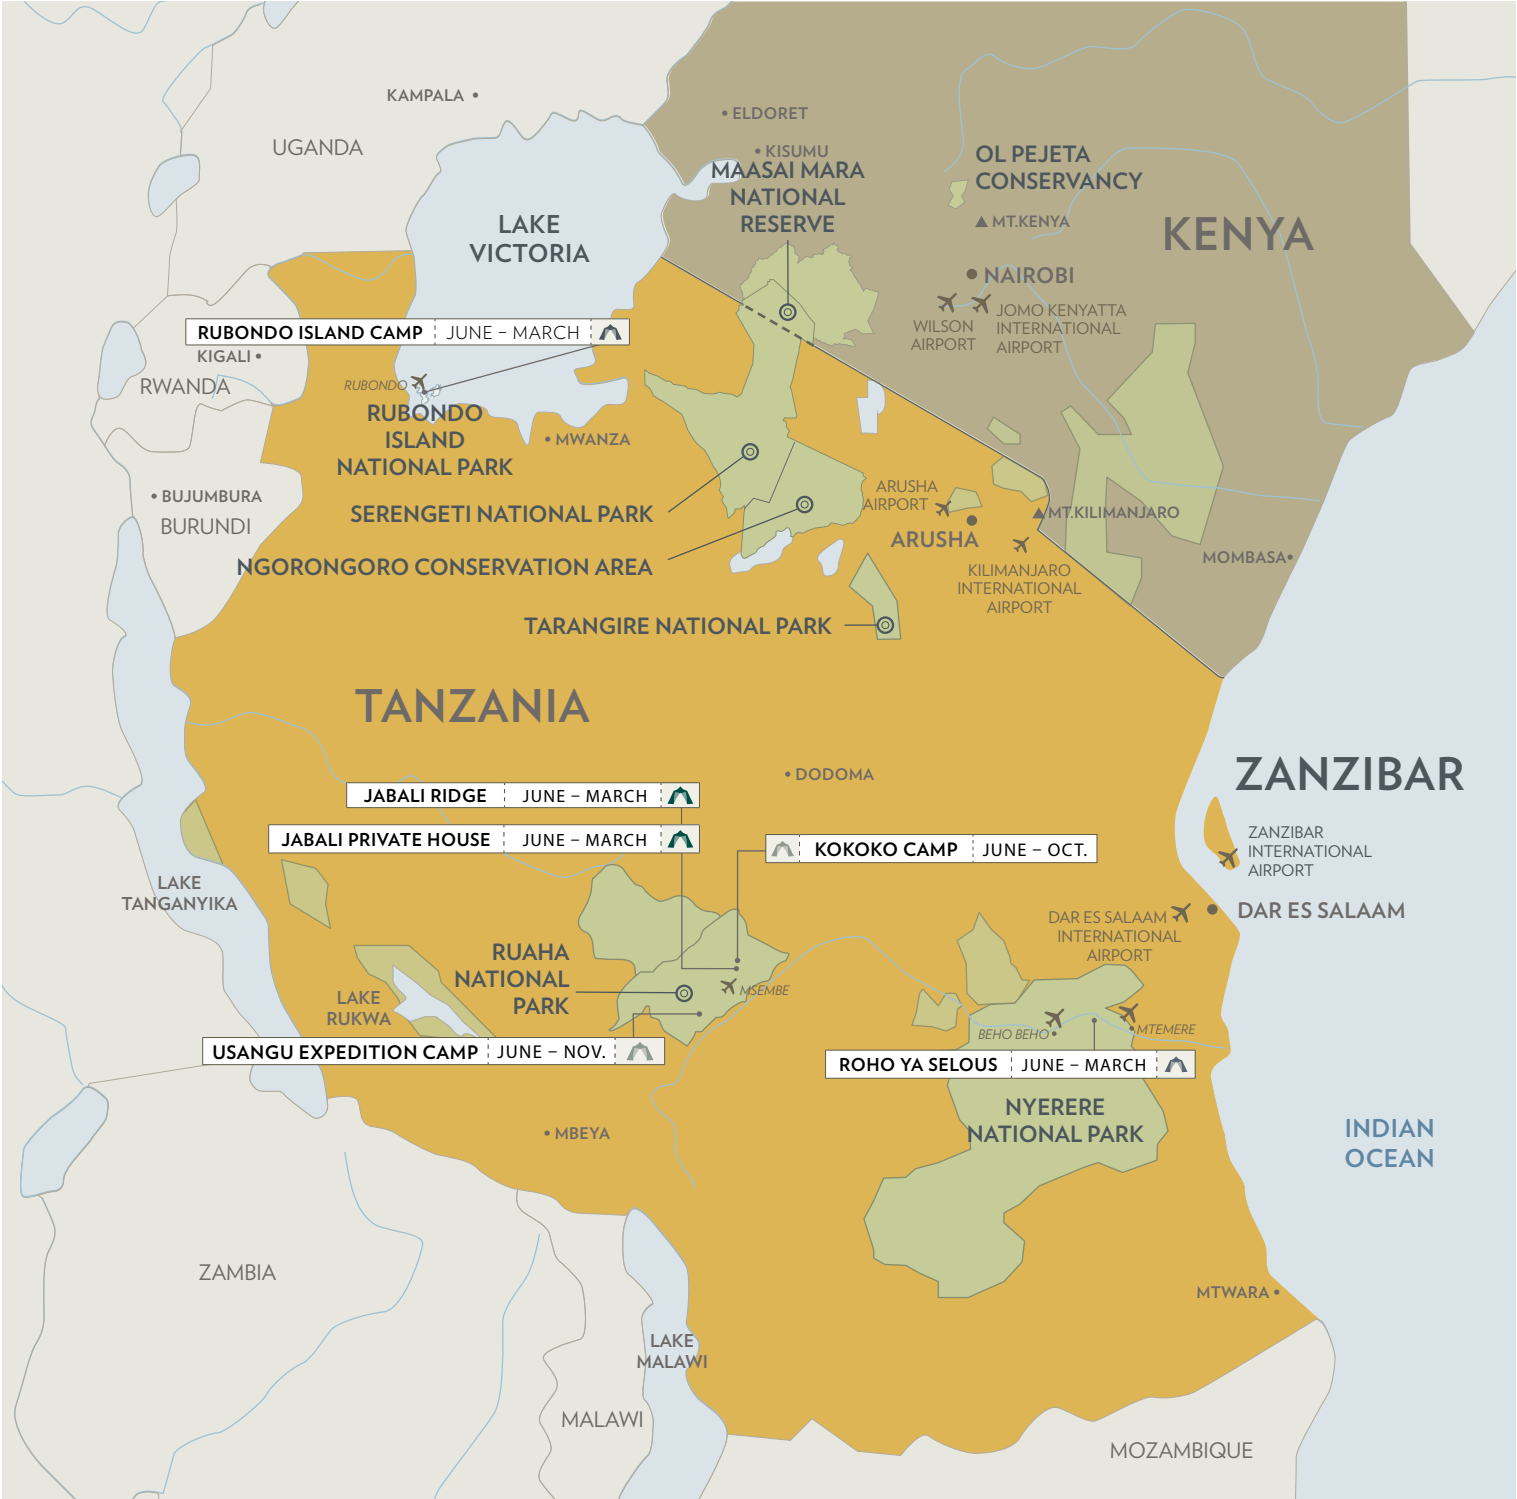 KAMPALA
UGANDA
ELDORET
KISUMU
MAASAI MARA
NATIONAL
RESERVE
OL PEJETA
CONSERVANCY
MT.KENYA
KENYA
LAKE
VICTORIA
NAIROBI
WILSON
AIRPORT
JOMO KENYATTA
INTERNATIONAL
AIRPORT
RUBONDO ISLAND CAMP JUNE – MARCH
KIGALI
RWANDA
RUBONDO
RUBONDO
ISLAND
NATIONAL PARK
MWANZA
BUJUMBURA
BURUNDI
SERENGETI NATIONAL PARK
NGORONGORO CONSERVATION AREA
ARUSHA
AIRPORT
ARUSHA
MT.KILIMANJARO
KILIMANJARO
INTERNATIONAL
AIRPORT
MOMBASA
TARANGIRE NATIONAL PARK
TANZANIA
DODOMA
ZANZIBAR
ZANZIBAR
INTERNATIONAL
AIRPORT
JABALI RIDGE JUNE – MARCH
JABALI PRIVATE HOUSE JUNE – MARCH
KOKOKO CAMP JUNE – OCT.
LAKE
TANGANYIKA
DAR ES SALAAM
DAR ES SALAAM
INTERNATIONAL
AIRPORT
RUAHA
NATIONAL
PARK
MSEMBE
LAKE
RUKWA
USANGU EXPEDITION CAMP JUNE – NOV.
BEHO BEHO
MTEMERE
ROHO YA SELOUS JUNE – MARCH
NYERERE
NATIONAL PARK
MBEYA
INDIAN
OCEAN
ZAMBIA
MTWARA
LAKE
MALAWI
MALAWI
MOZAMBIQUE